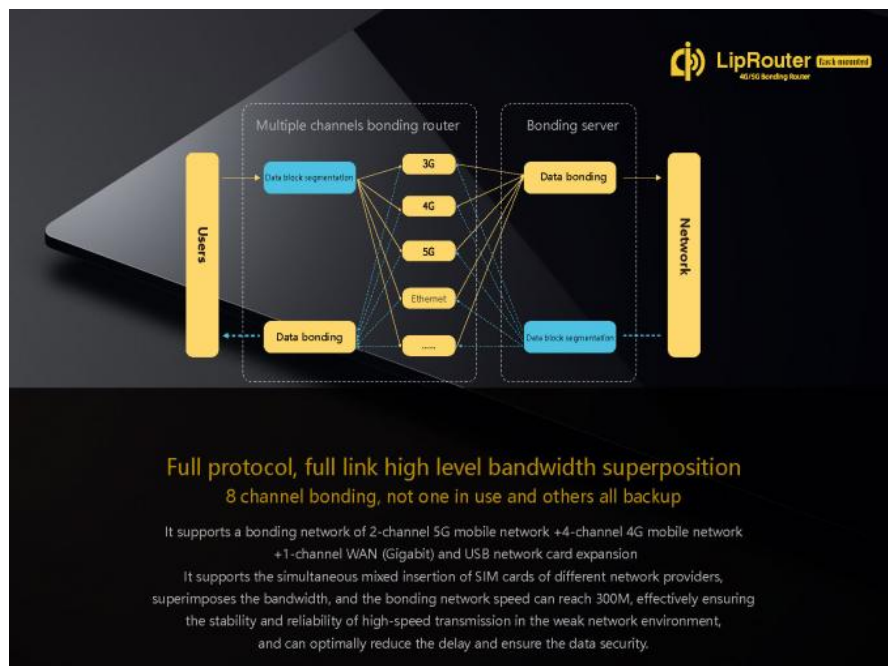 LipRouter Rack mounted
4G/5G Bonding Router
Multiple channels bonding router
Bonding server
Users
Data block segmentation
3G
4G
5G
Ethernet
......
Data bonding
Data bonding
Data block segmentation
Network
Full protocol, full link high level bandwidth superposition
8 channel bonding, not one in use and others all backup
It supports a bonding network of 2-channel 5G mobile network +4-channel 4G mobile network
+1-channel WAN (Gigabit) and USB network card expansion
It supports the simultaneous mixed insertion of SIM cards of different network providers,
superimposes the bandwidth, and the bonding network speed can reach 300M, effectively ensuring
the stability and reliability of high-speed transmission in the weak network environment,
and can optimally reduce the delay and ensure the data security.